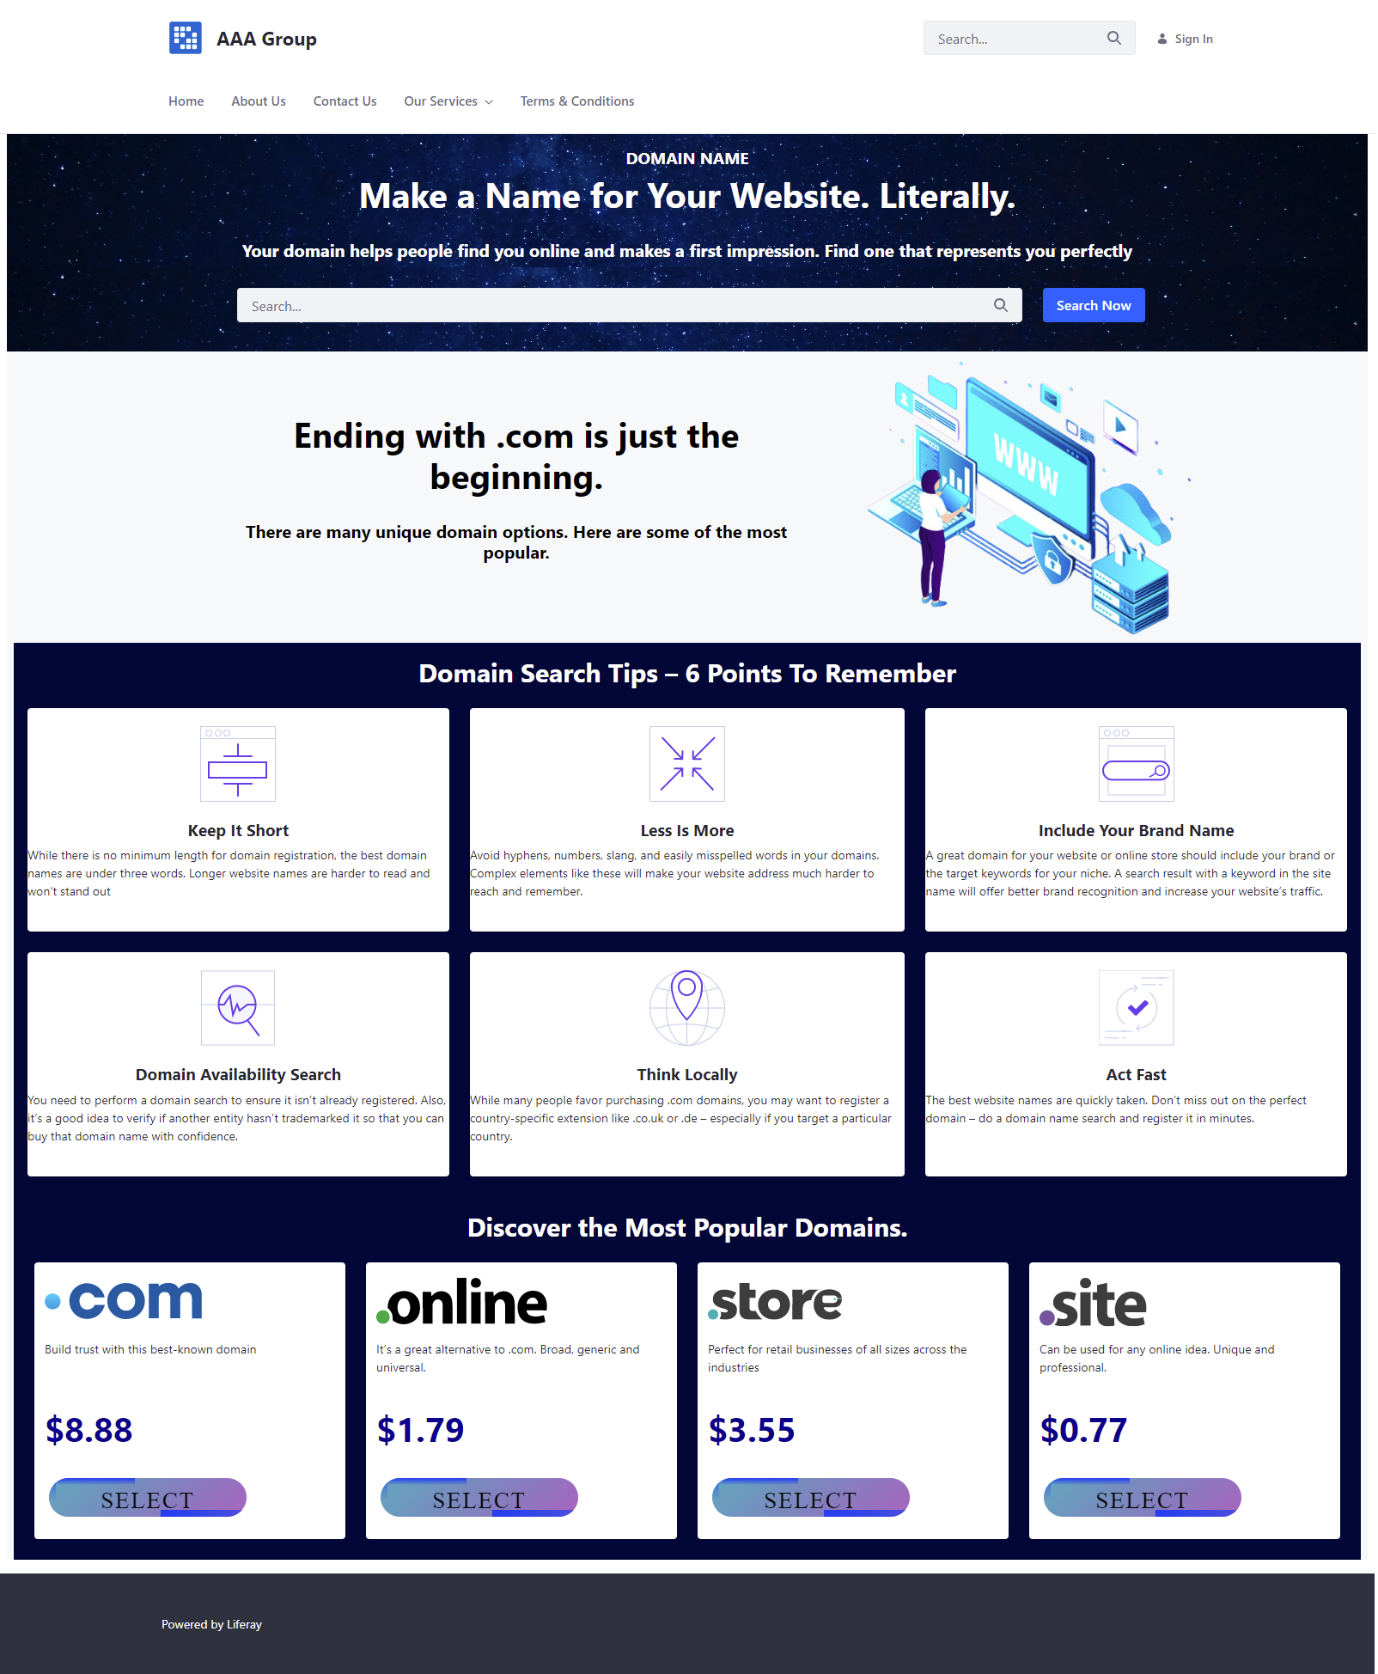 AAA Group
Search...
Sign In
Home
About Us
Contact Us
Our Services
Terms & Conditions
DOMAIN NAME
Make a Name for Your Website. Literally.
Your domain helps people find you online and makes a first impression. Find one that represents you perfectly
Search...
Search Now
Ending with .com is just the
beginning.
There are many unique domain options. Here are some of the most
popular.
WWW
Domain Search Tips – 6 Points To Remember
Keep It Short
While there is no minimum length for domain registration, the best domain
names are under three words. Longer website names are harder to read and
won't stand out
Less Is More
Avoid hyphens, numbers, slang, and easily misspelled words in your domains.
Complex elements like these will make your website address much harder to
reach and remember.
Include Your Brand Name
A great domain for your website or online store should include your brand or
the target keywords for your niche. A search result with a keyword in the site
name will offer better brand recognition and increase your website's traffic.
Domain Availability Search
You need to perform a domain search to ensure it isn't already registered. Also,
it's a good idea to verify if another entity hasn't trademarked it so that you can
buy that domain name with confidence.
Think Locally
While many people favor purchasing .com domains, you may want to register a
country-specific extension like .co.uk or .de – especially if you target a particular
country.
Act Fast
The best website names are quickly taken. Don't miss out on the perfect
domain – do a domain name search and register it in minutes.
Discover the Most Popular Domains.
.com
Build trust with this best-known domain
$8.88
SELECT
.online
It's a great alternative to .com. Broad, generic and
universal.
$1.79
SELECT
.store
Perfect for retail businesses of all sizes across the
industries
$3.55
SELECT
.site
Can be used for any online idea. Unique and
professional.
$0.77
SELECT
Powered by Liferay